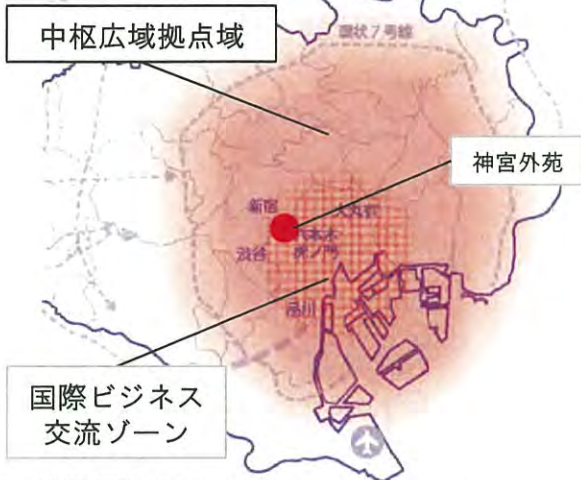 中枢広域拠点域
環状7号線
神宮外苑
新宿
大丸有
六本木・
虎ノ門
渋谷
品川
国際ビジネス
交流ゾーン